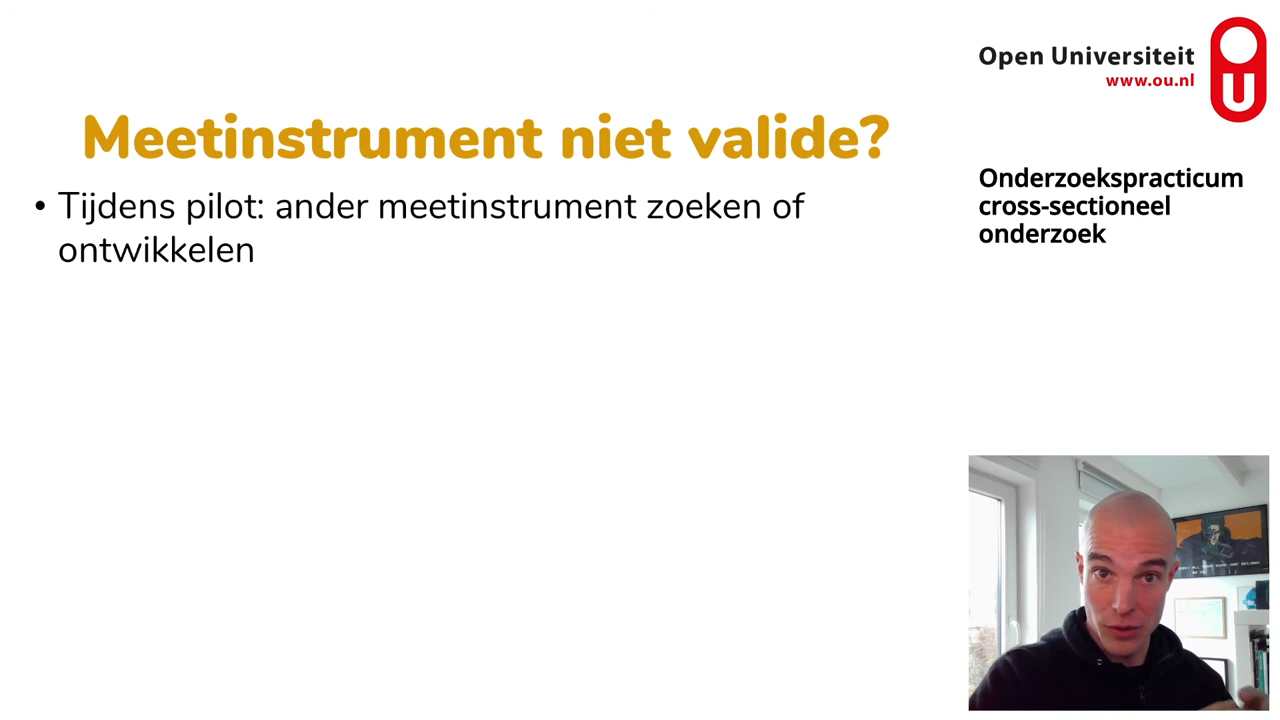 Open Universiteit
www.ou.nl
Meetinstrument niet valide?
• Tijdens pilot: ander meetinstrument zoeken of
ontwikkelen
Onderzoekspracticum
cross-sectioneel
onderzoek